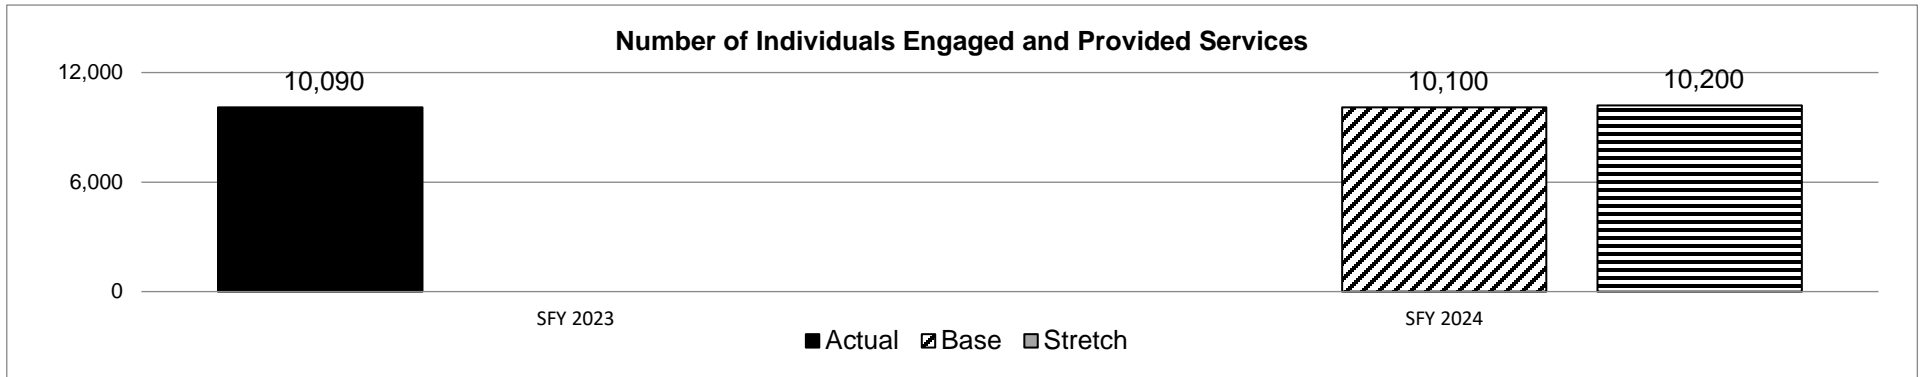 Number of Individuals Engaged and Provided Services
12,000
10,090
10,100
10,200
6,000
0
SFY 2023
SFY 2024
Actual
Base
Stretch